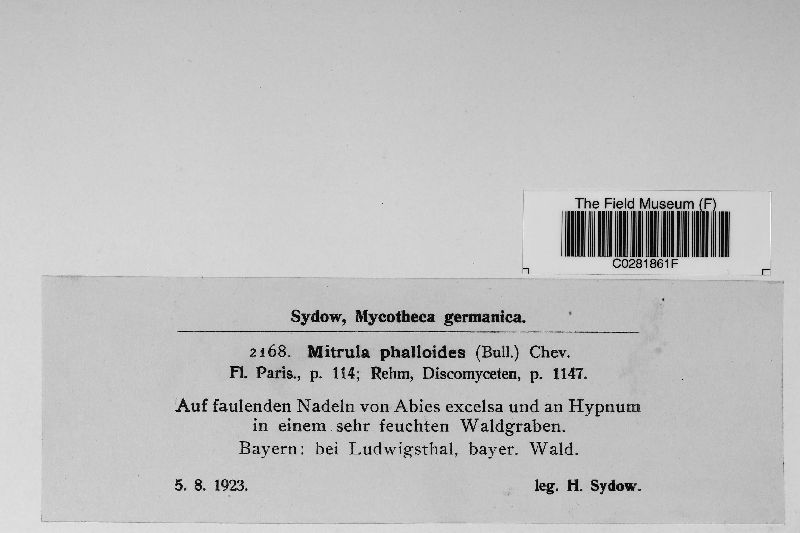 The Field Museum (F)
C0281861F
Sydow, Mycotheca germanica.
2168. Mitrula phalloides (Bull.) Chev.
Fl. Paris., p. 114; Rehm, Discomyceten, p. 1147.
Auf faulenden Nadeln von Abies excelsa und an Hypnum
in einem sehr feuchten Waldgraben.
Bayern: bei Ludwigsthal, bayer. Wald.
5. 8. 1923. leg. H. Sydow.